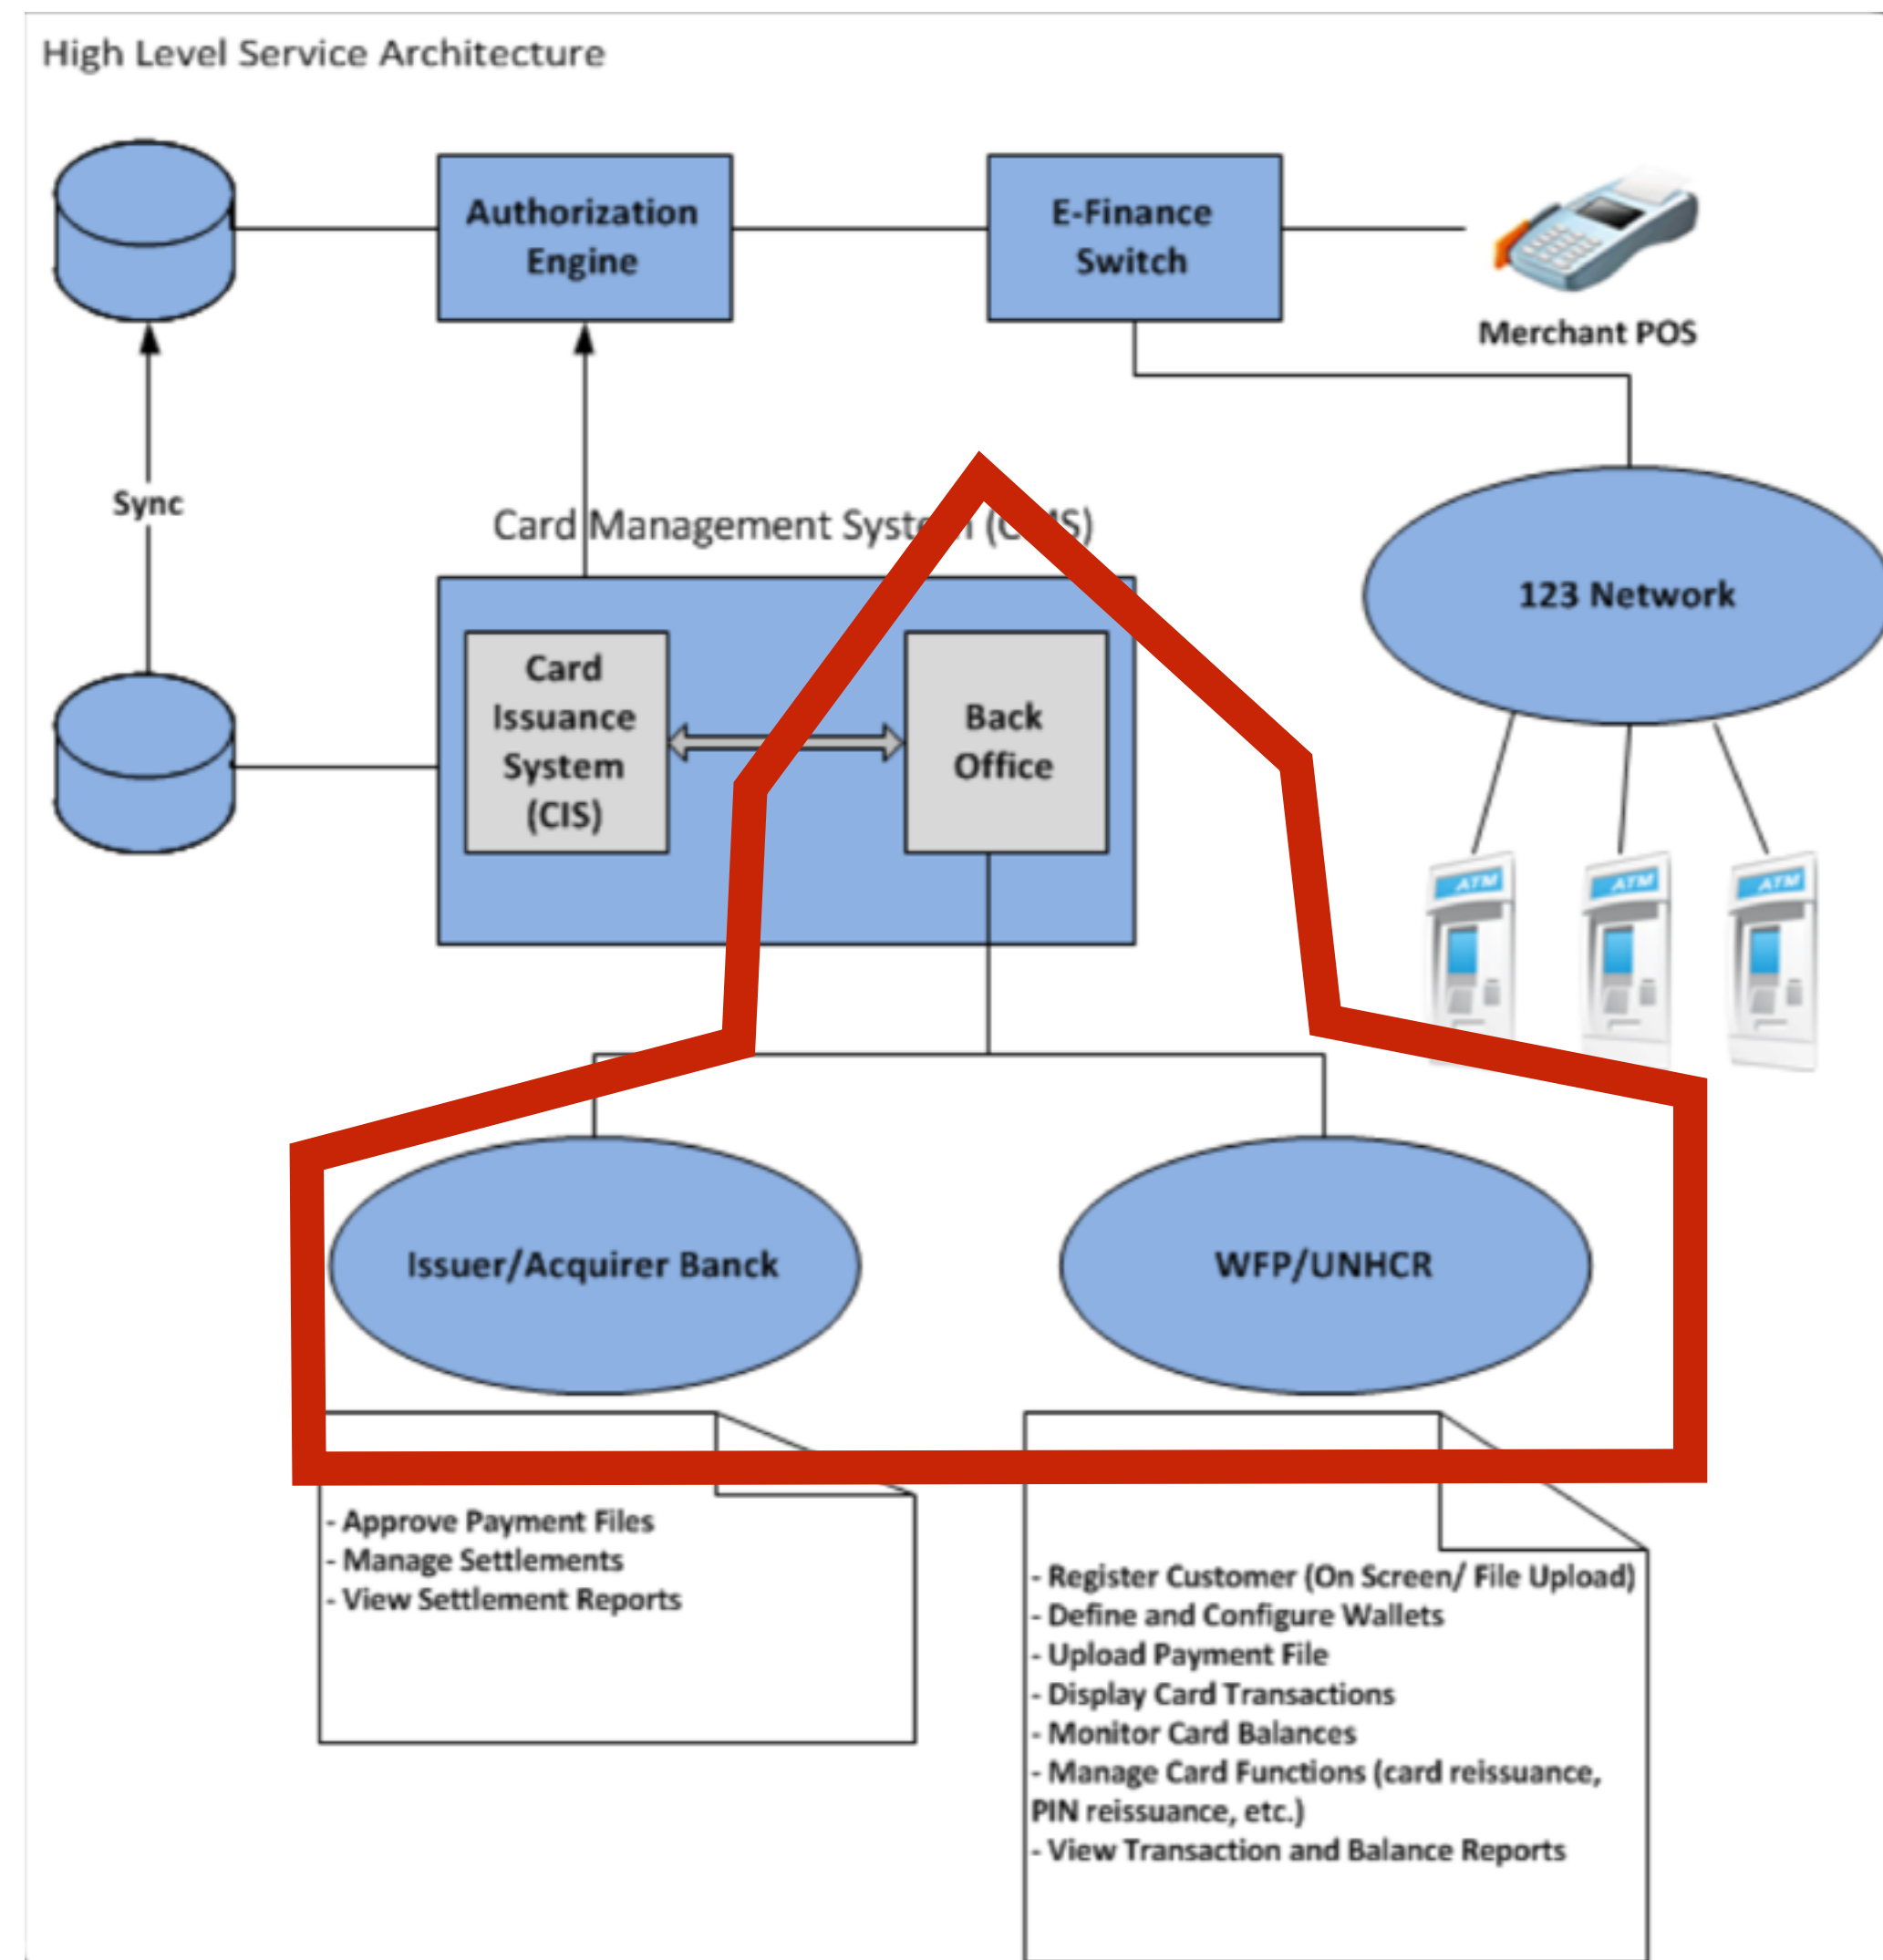 High Level Service Architecture
Authorization
Engine
E-Finance
Switch
Merchant POS
Sync
Card Management System (CMS)
123 Network
Card
Issuance
System
(CIS)
Back
Office
ATM
ATM
ATM
Issuer/Acquirer Banck
WFP/UNHCR
- Approve Payment Files
- Manage Settlements
- View Settlement Reports
- Register Customer (On Screen/ File Upload)
- Define and Configure Wallets
- Upload Payment File
- Display Card Transactions
- Monitor Card Balances
- Manage Card Functions (card reissuance,
PIN reissuance, etc.)
- View Transaction and Balance Reports